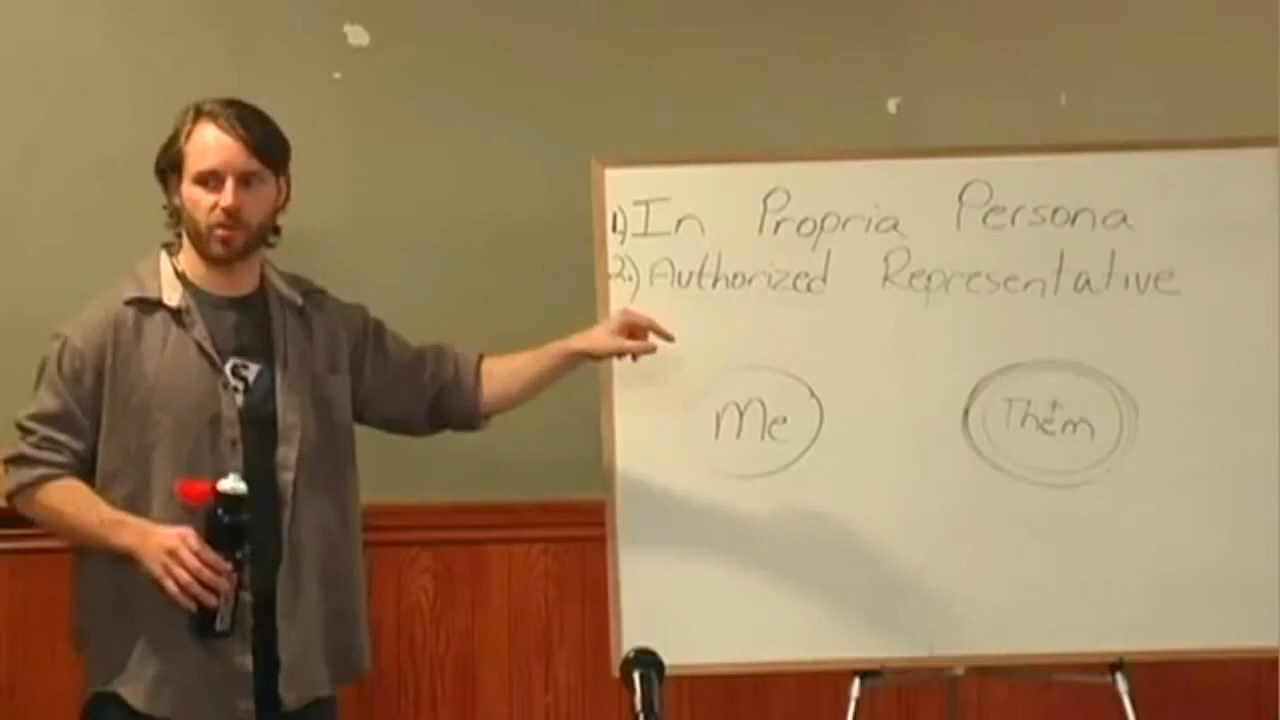 1) In Propria Persona
2.) Authorized Representative
Me
Them
S